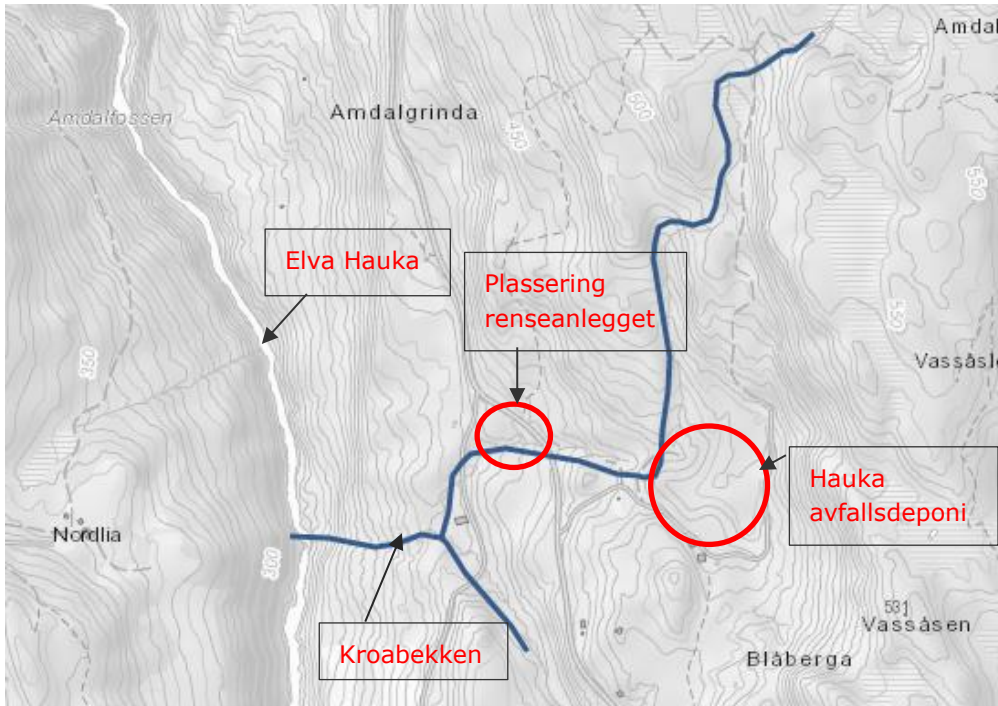 Amdal
Amdalfossen
Amdalgrinda
500
450
550
Elva Hauka
Plassering
renseanlegget
550
350
Vassåsl
Hauka
avfallsdeponi
Nordlia
300
531
Vassåsen
Kroabekken
Blåberga